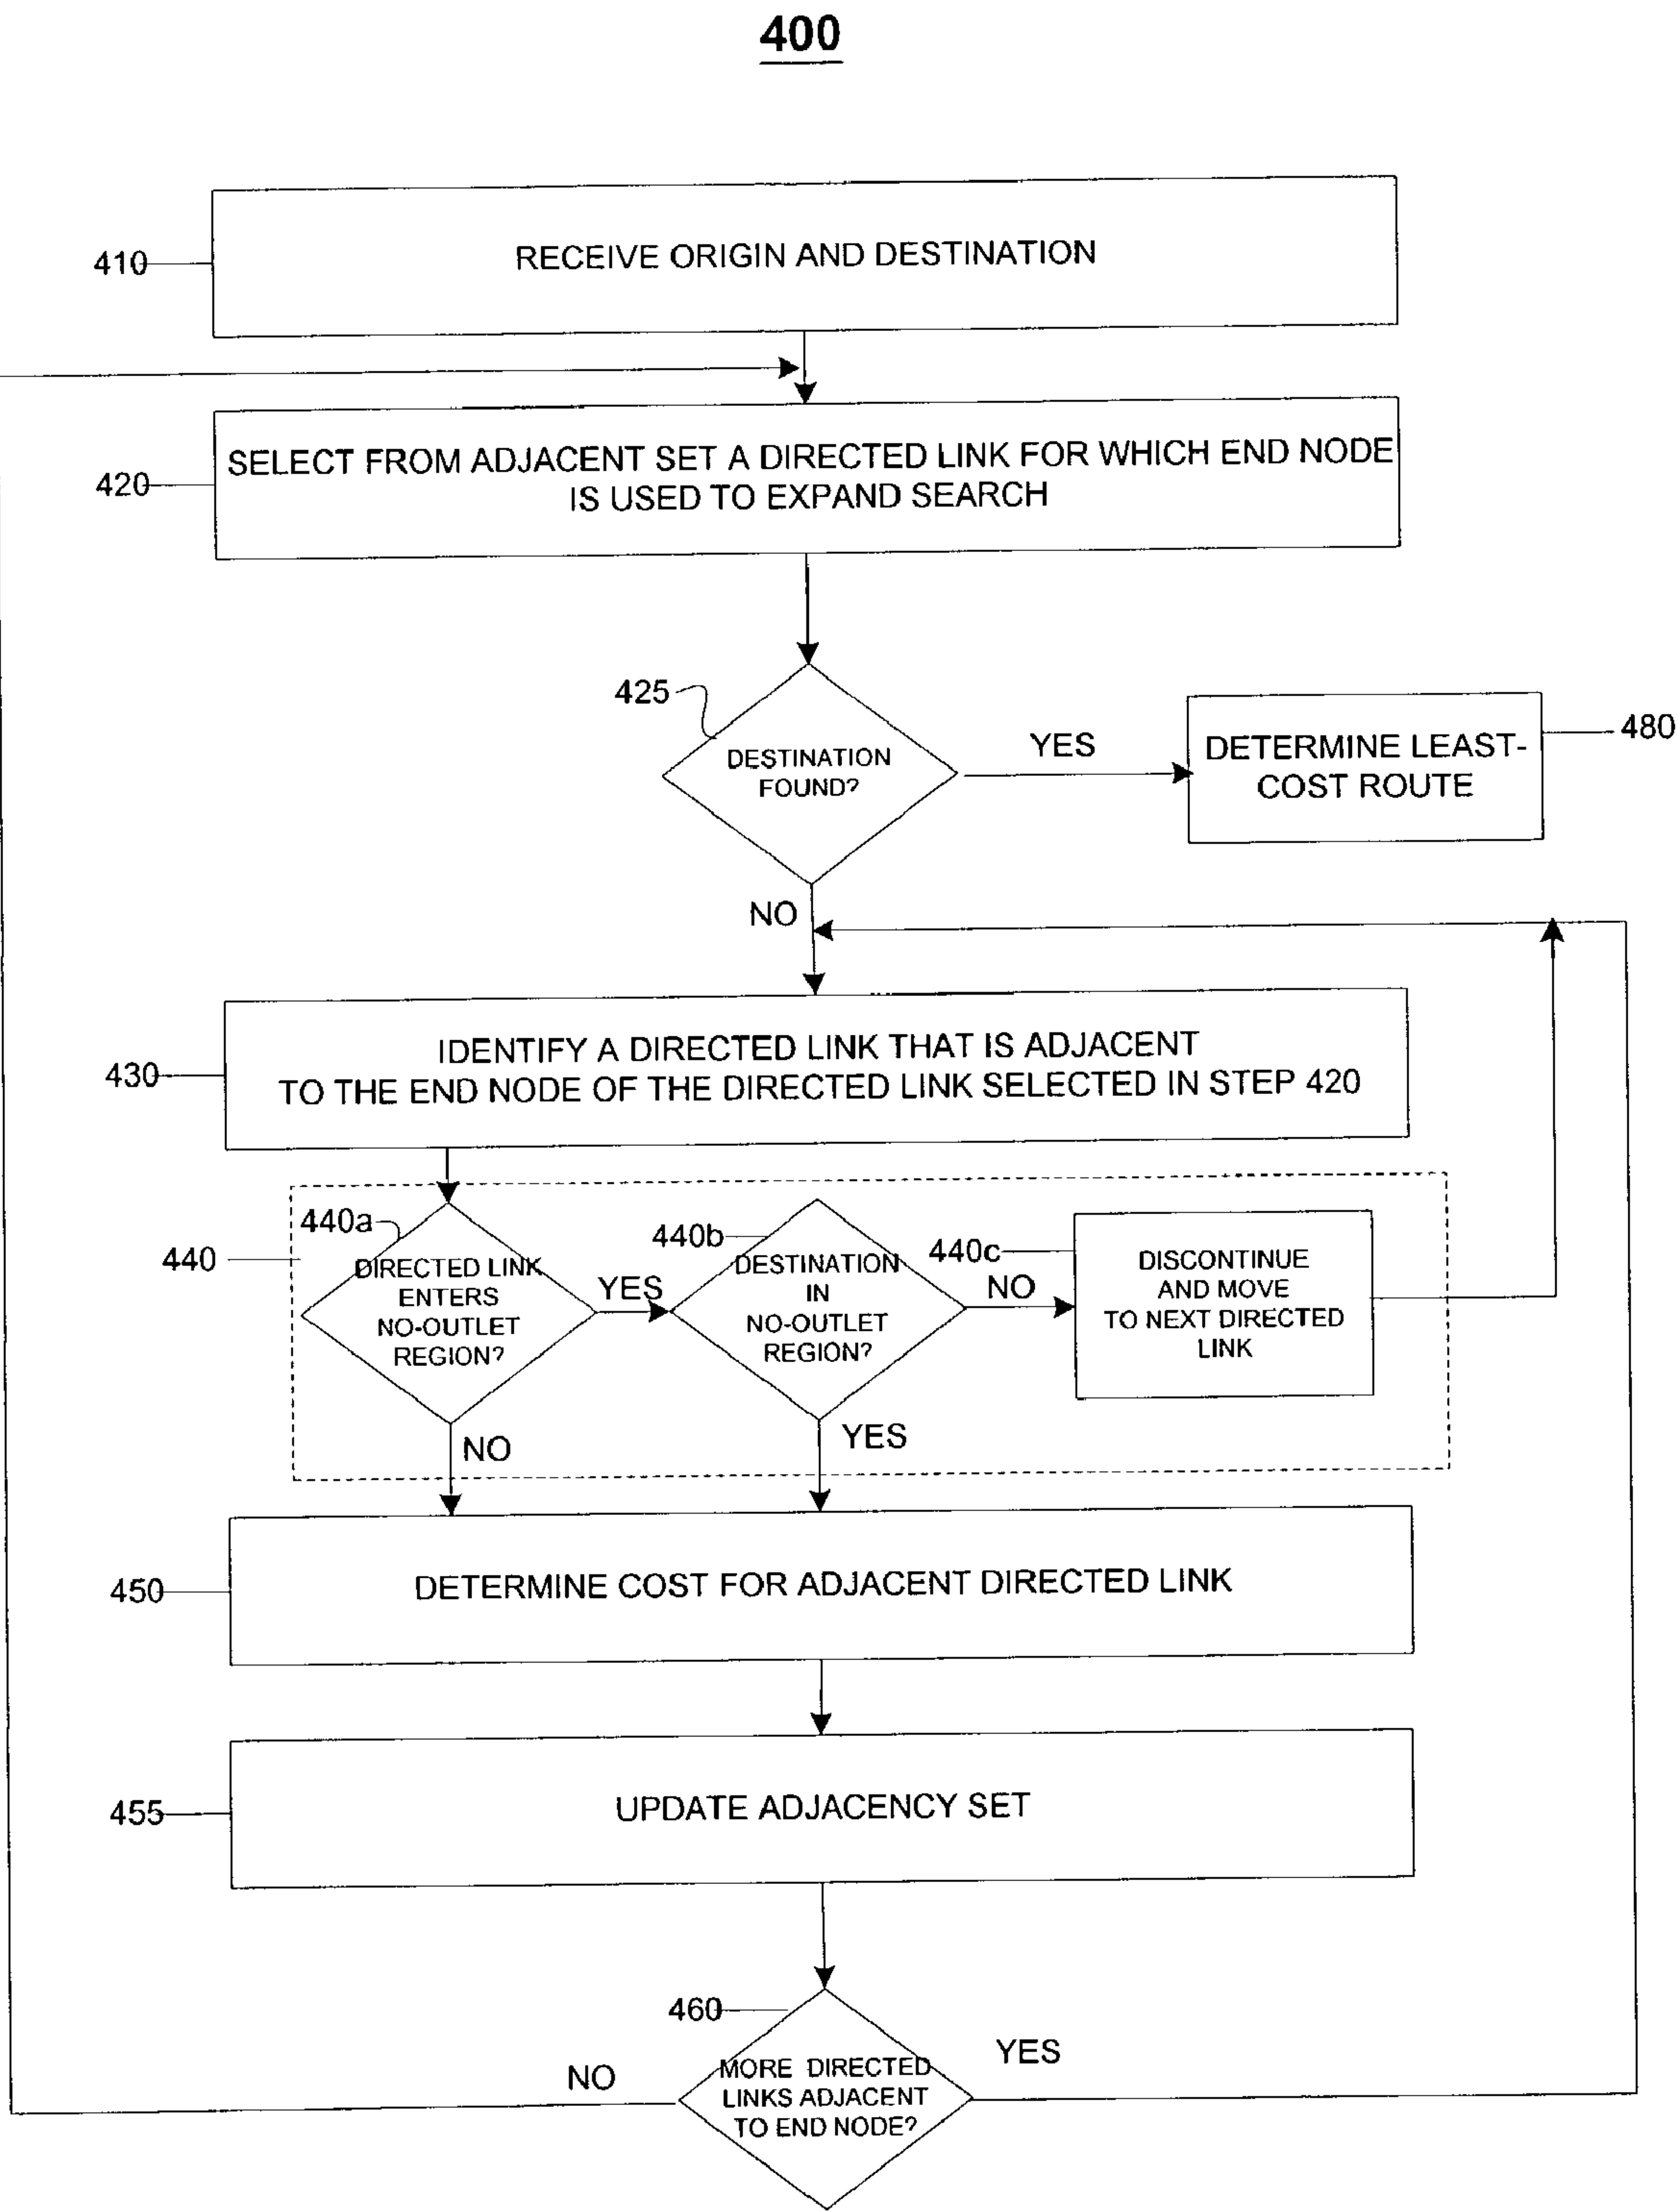 400
410
RECEIVE ORIGIN AND DESTINATION
420
SELECT FROM ADJACENT SET A DIRECTED LINK FOR WHICH END NODE
IS USED TO EXPAND SEARCH
425
DESTINATION
FOUND?
YES
DETERMINE LEAST-
COST ROUTE
480
NO
430
IDENTIFY A DIRECTED LINK THAT IS ADJACENT
TO THE END NODE OF THE DIRECTED LINK SELECTED IN STEP 420
440
440a
DIRECTED LINK
ENTERS
NO-OUTLET
REGION?
YES
440b
DESTINATION
IN
NO-OUTLET
REGION?
NO
440c
DISCONTINUE
AND MOVE
TO NEXT DIRECTED
LINK
NO
YES
450
DETERMINE COST FOR ADJACENT DIRECTED LINK
455
UPDATE ADJACENCY SET
460
MORE DIRECTED
LINKS ADJACENT
TO END NODE?
NO
YES